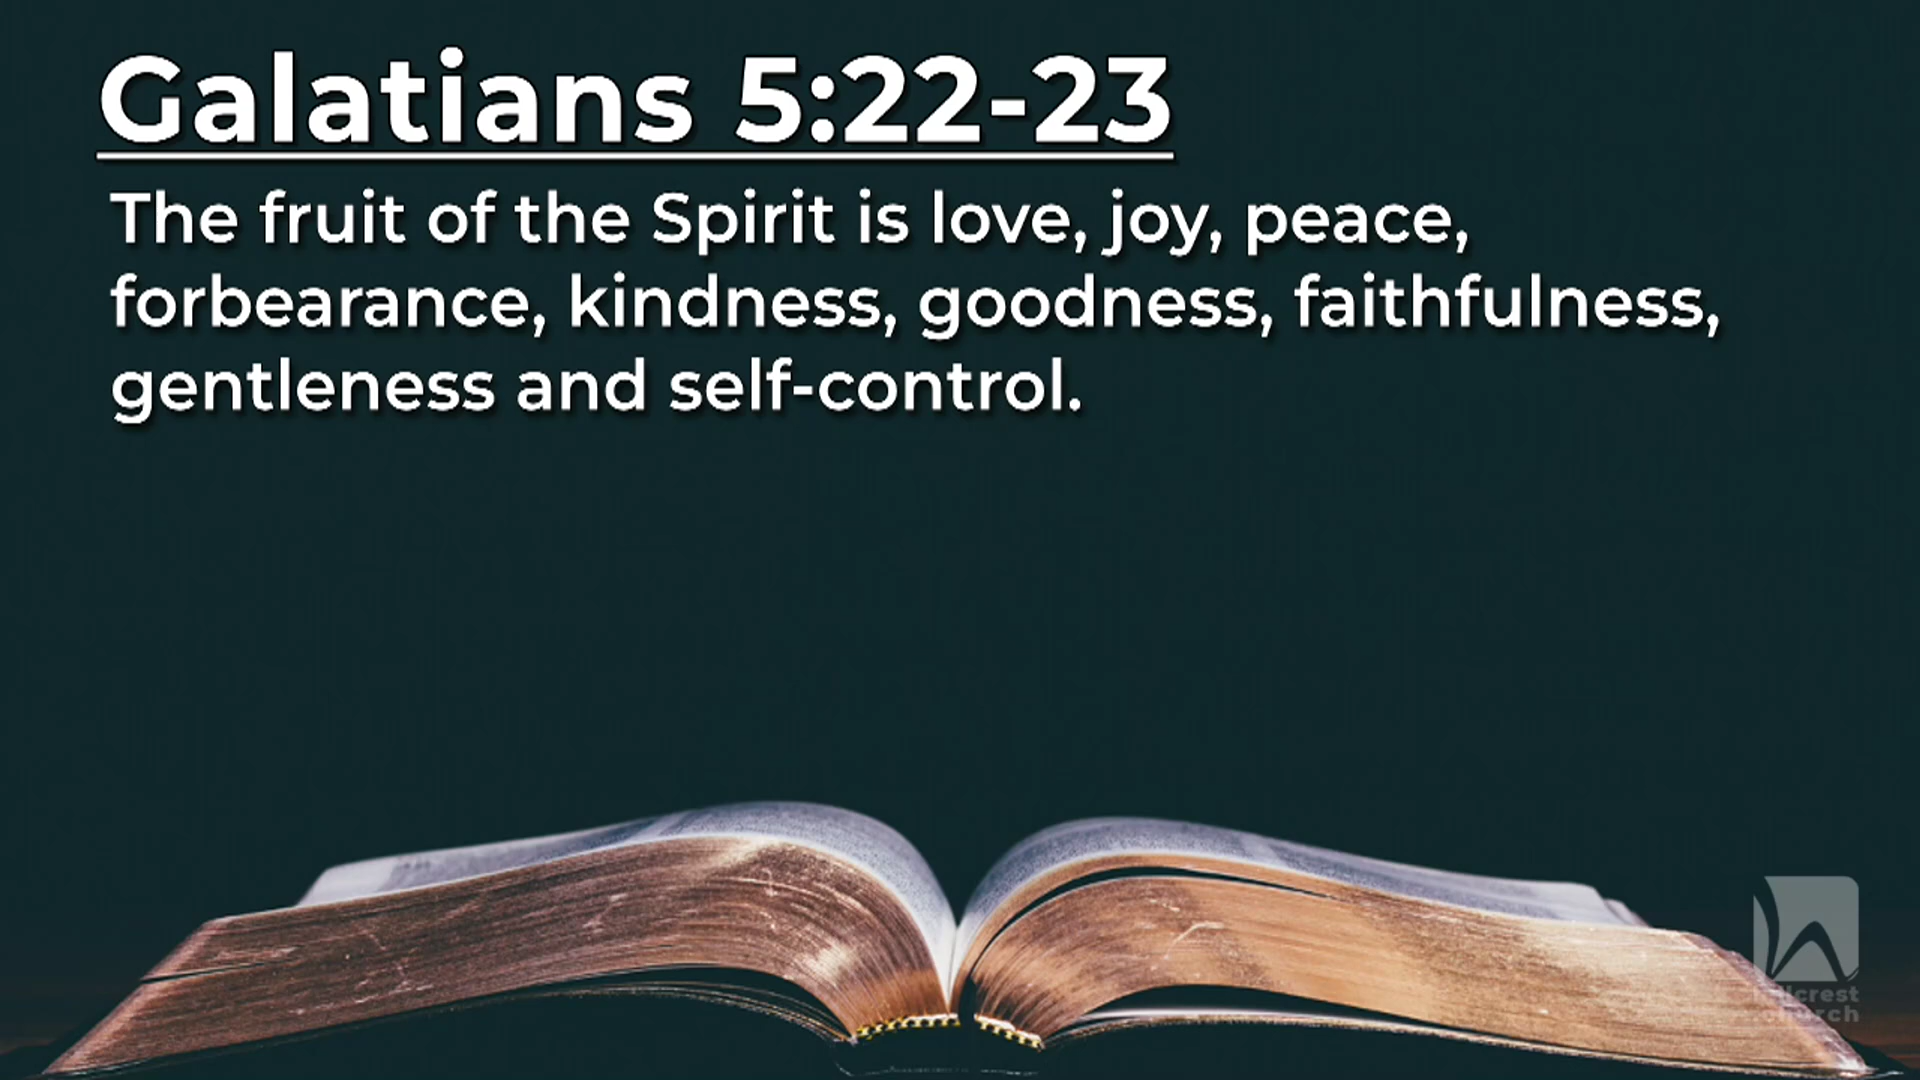 Galatians 5:22-23
The fruit of the Spirit is love, joy, peace,
forbearance, kindness, goodness, faithfulness,
gentleness and self-control.
church